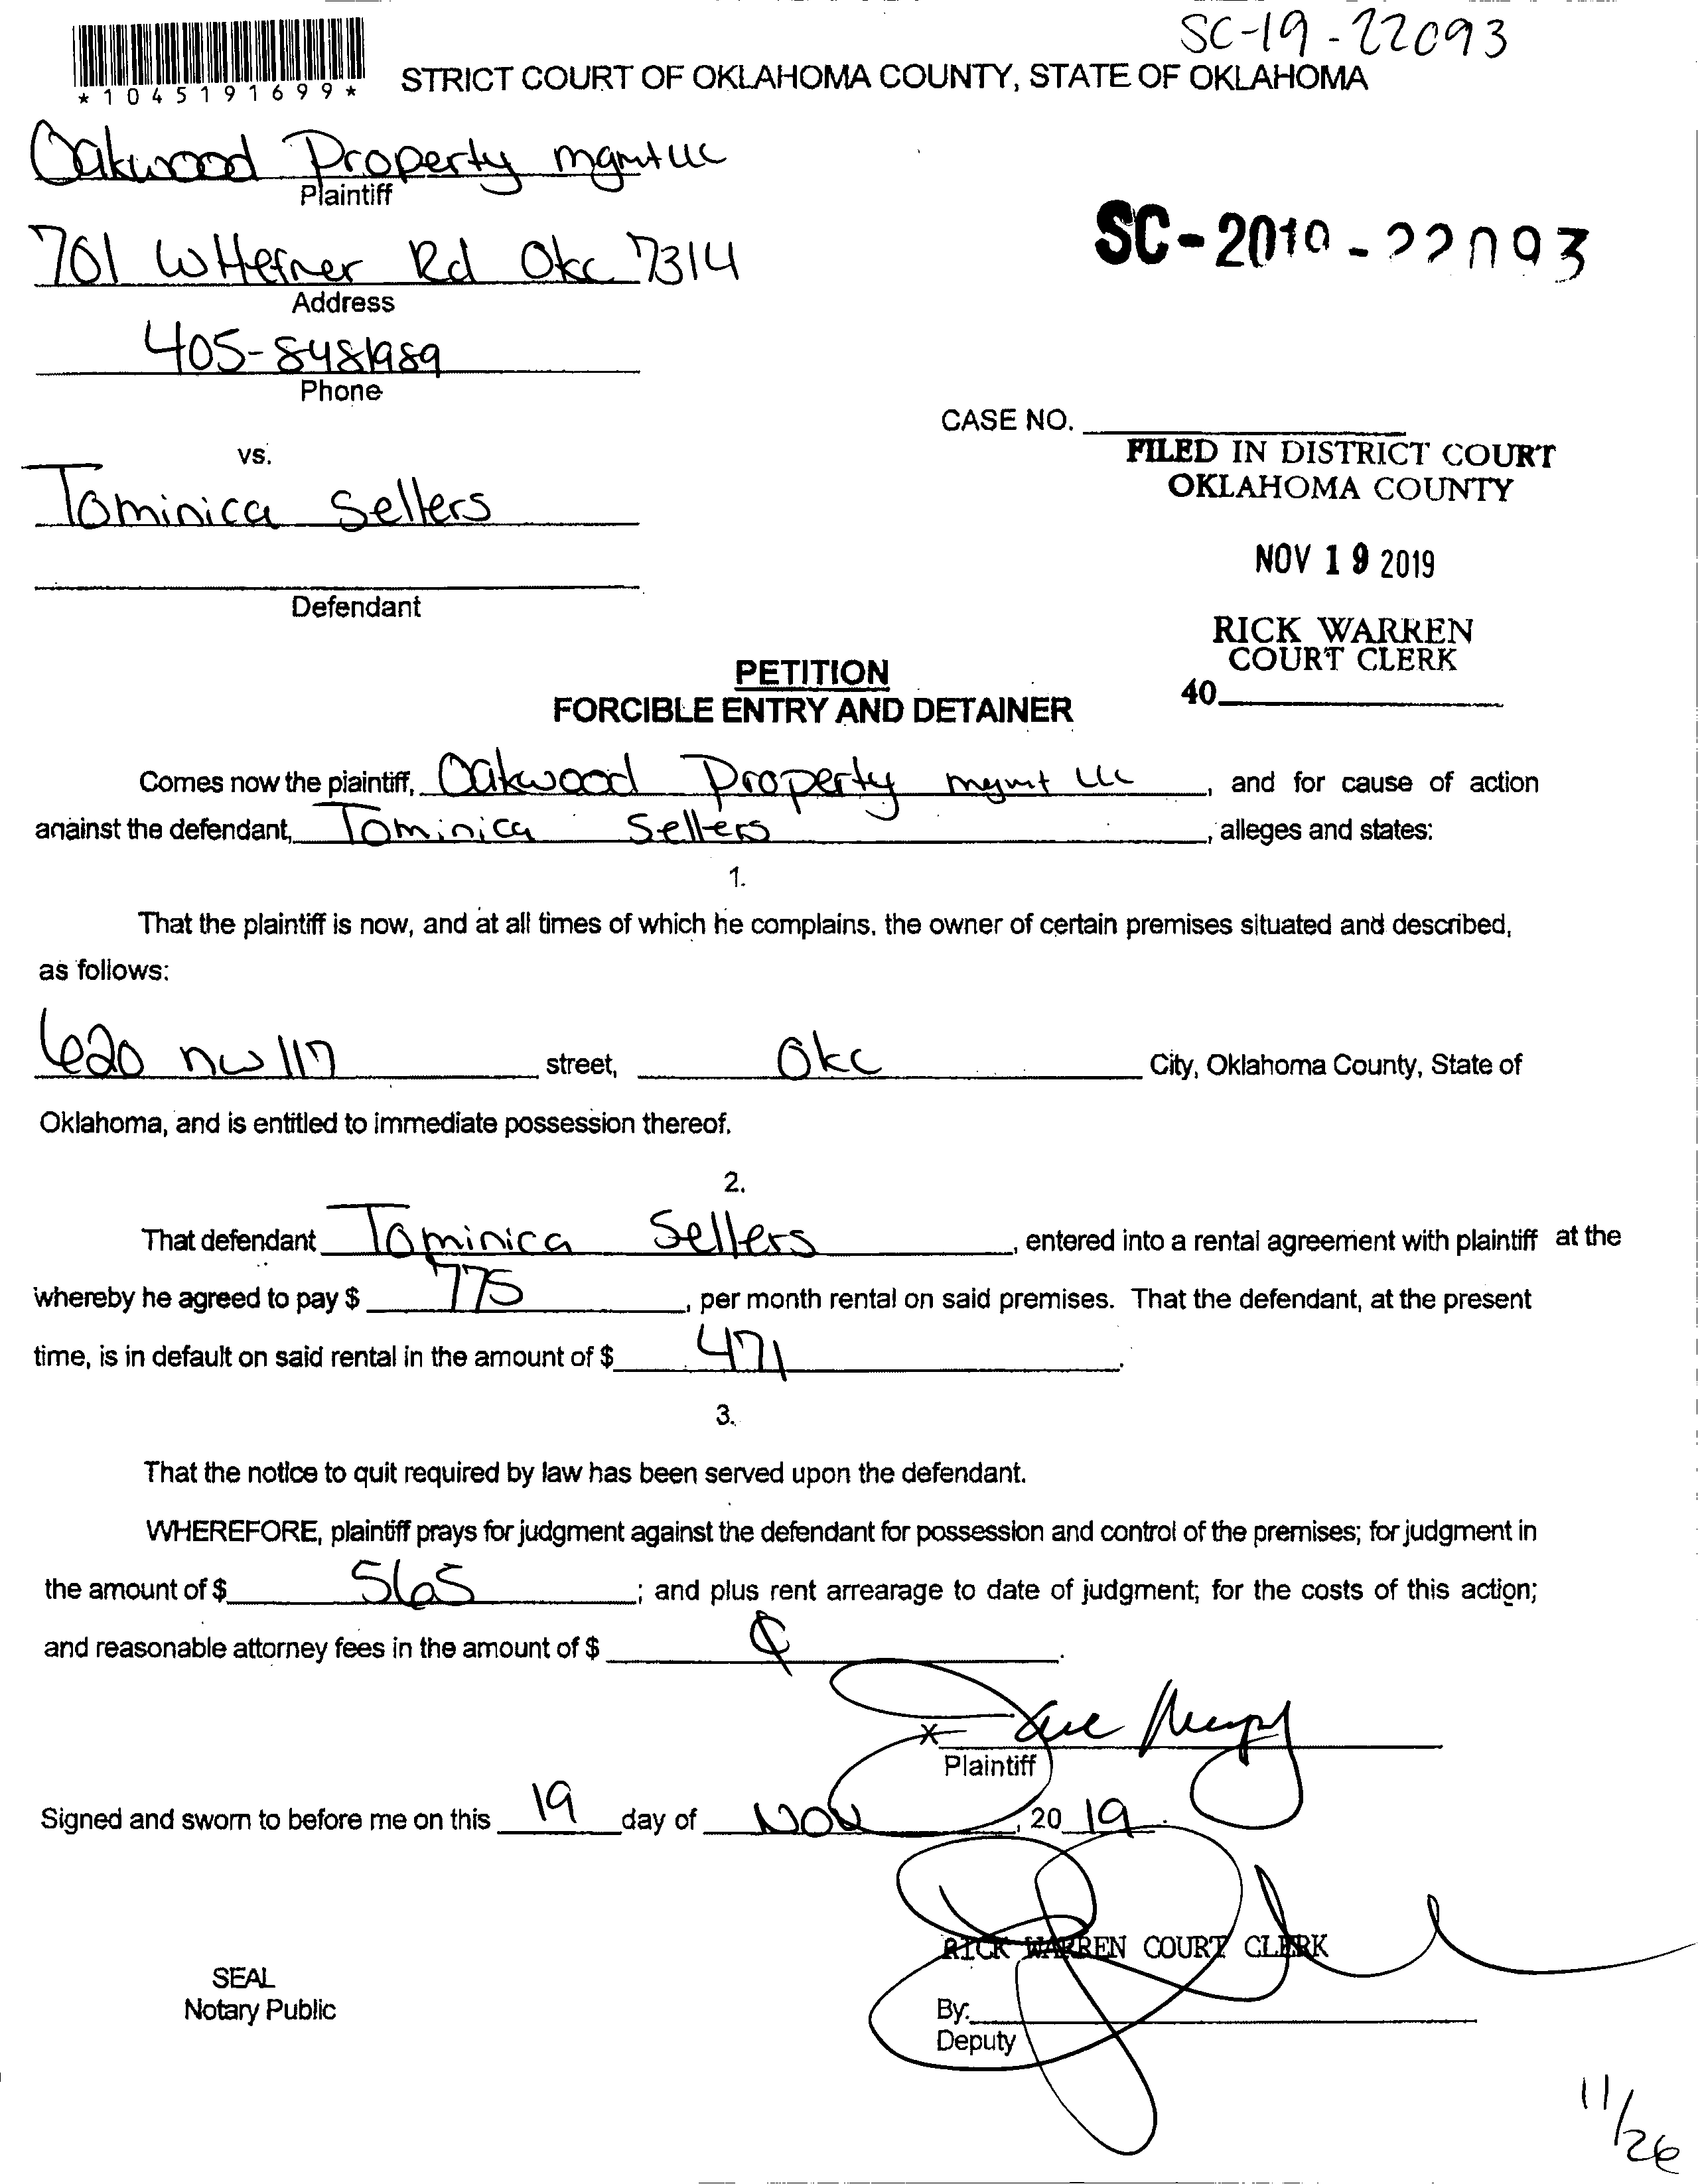 SC-19-22093
*1045191699*
STRICT COURT OF OKLAHOMA COUNTY, STATE OF OKLAHOMA
Oakwood Property mgmt llc
Plaintiff
701 W Hefner Rd Okc 7314
Address
SC-2019-22093
405-8481989
Phone
CASE NO.
vs.
FILED IN DISTRICT COURT
OKLAHOMA COUNTY
Tominica Sellers
NOV 19 2019
Defendant
RICK WARREN
COURT CLERK
40
PETITION
FORCIBLE ENTRY AND DETAINER
Comes now the plaintiff, Oakwood Property mgmt llc, and for cause of action
against the defendant, Tominica Sellers, alleges and states:
1.
That the plaintiff is now, and at all times of which he complains, the owner of certain premises situated and described,
as follows:
620 nw 117 street, Okc City, Oklahoma County, State of
Oklahoma, and is entitled to immediate possession thereof.
2.
That defendant Tominica Sellers, entered into a rental agreement with plaintiff at the
whereby he agreed to pay $ 775, per month rental on said premises. That the defendant, at the present
time, is in default on said rental in the amount of $ 471.
3.
That the notice to quit required by law has been served upon the defendant.
WHEREFORE, plaintiff prays for judgment against the defendant for possession and control of the premises; for judgment in
the amount of $ 565; and plus rent arrearage to date of judgment; for the costs of this action;
and reasonable attorney fees in the amount of $
x
Plaintiff
Signed and sworn to before me on this 19 day of Nov, 20 19.
RICK WARREN COURT CLERK
SEAL
Notary Public
By:
Deputy
11/26